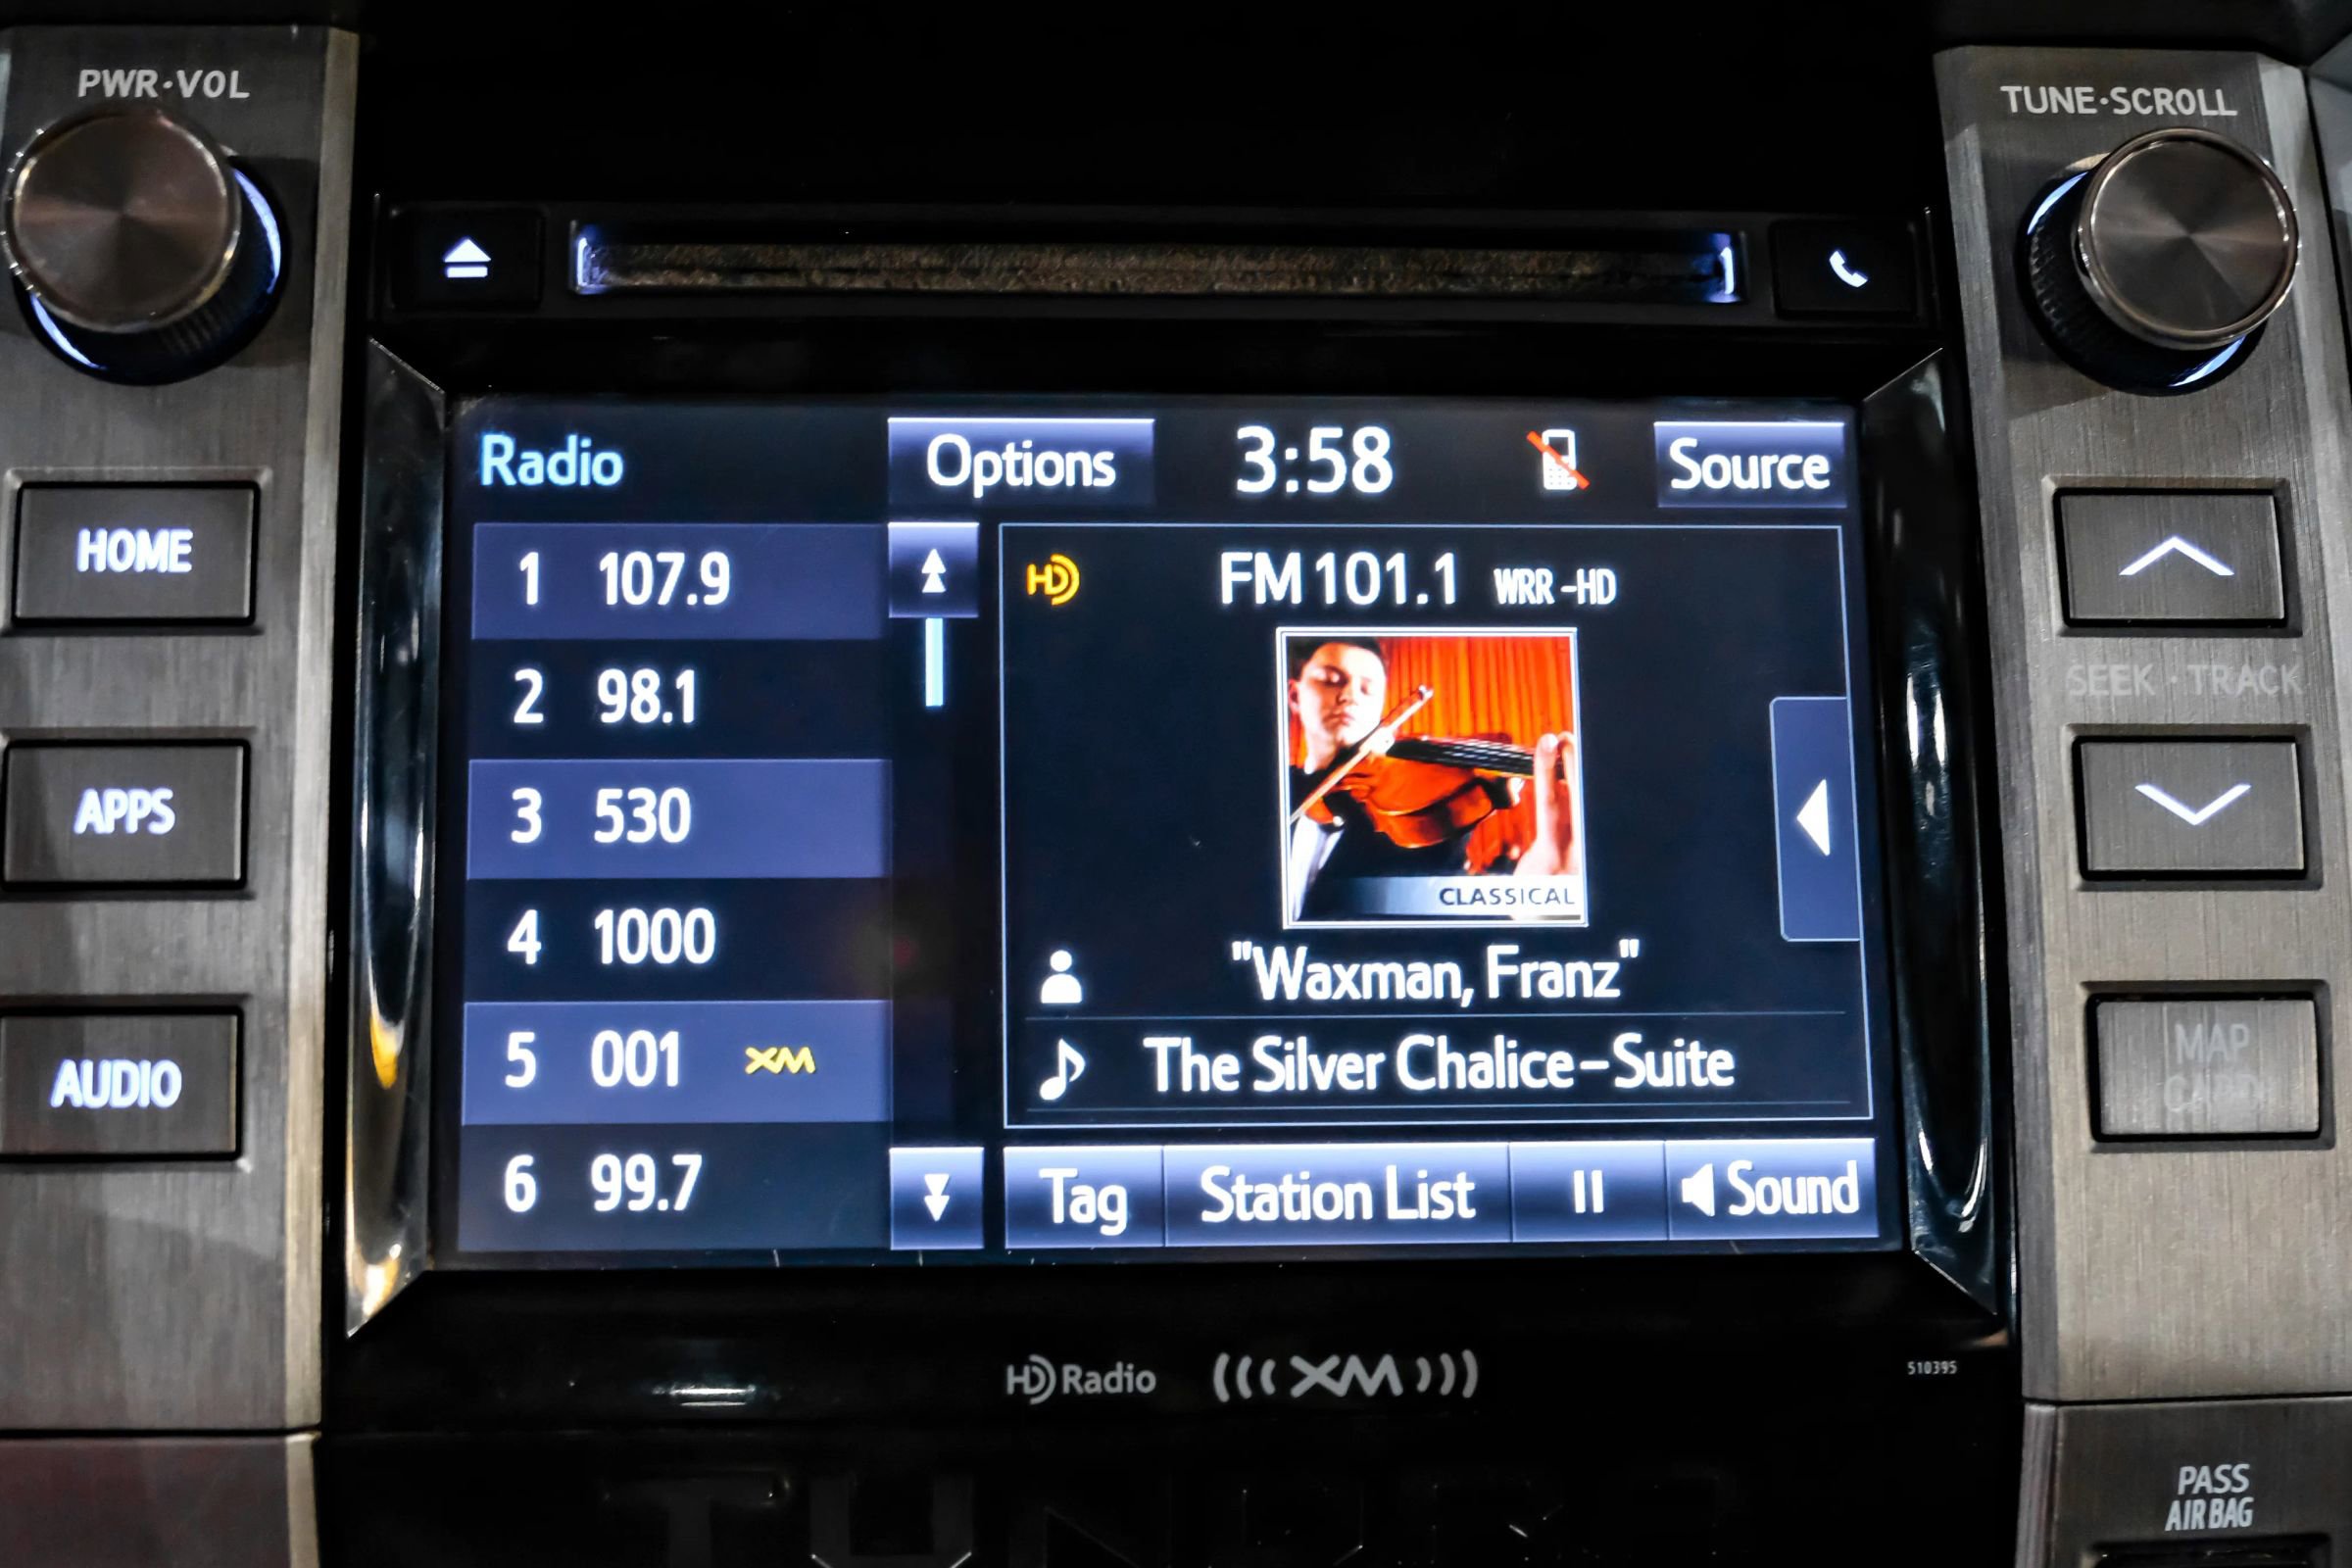 PWR·VOL
TUNE·SCROLL
Radio
Options
3:58
Source
HOME
APPS
AUDIO
1 107.9
2 98.1
3 530
4 1000
5 001 XM
6 99.7
HD
FM 101.1 WRR-HD
CLASSICAL
"Waxman, Franz"
The Silver Chalice-Suite
Tag
Station List
Sound
SEEK · TRACK
MAP
HD Radio
((( XM )))
510395
PASS
AIR BAG